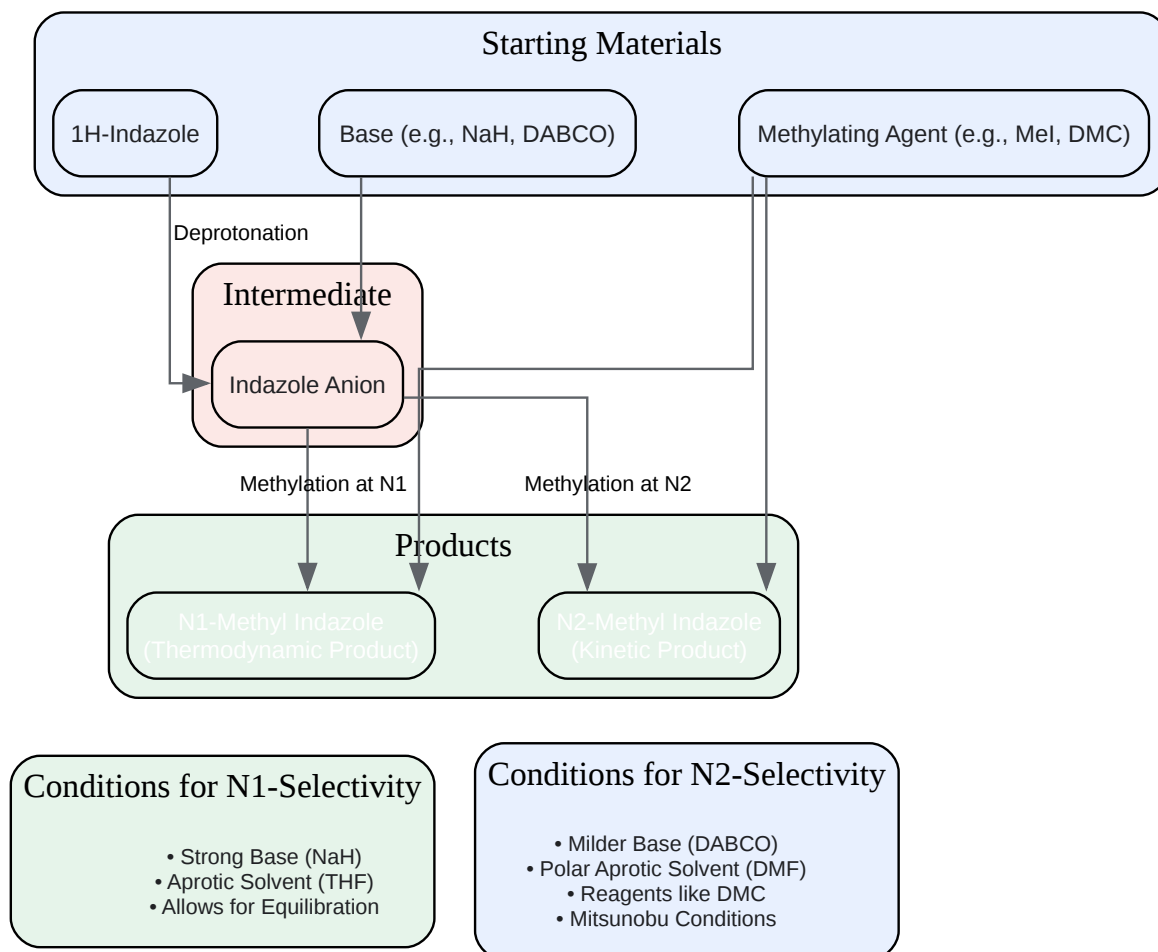 Starting Materials
1H-Indazole
Base (e.g., NaH, DABCO)
Methylating Agent (e.g., MeI, DMC)
Deprotonation
Intermediate
Indazole Anion
Methylation at N1
Methylation at N2
Products
N1-Methyl Indazole
(Thermodynamic Product)
N2-Methyl Indazole
(Kinetic Product)
Conditions for N1-Selectivity
• Strong Base (NaH)
• Aprotic Solvent (THF)
• Allows for Equilibration
Conditions for N2-Selectivity
• Milder Base (DABCO)
• Polar Aprotic Solvent (DMF)
• Reagents like DMC
• Mitsunobu Conditions